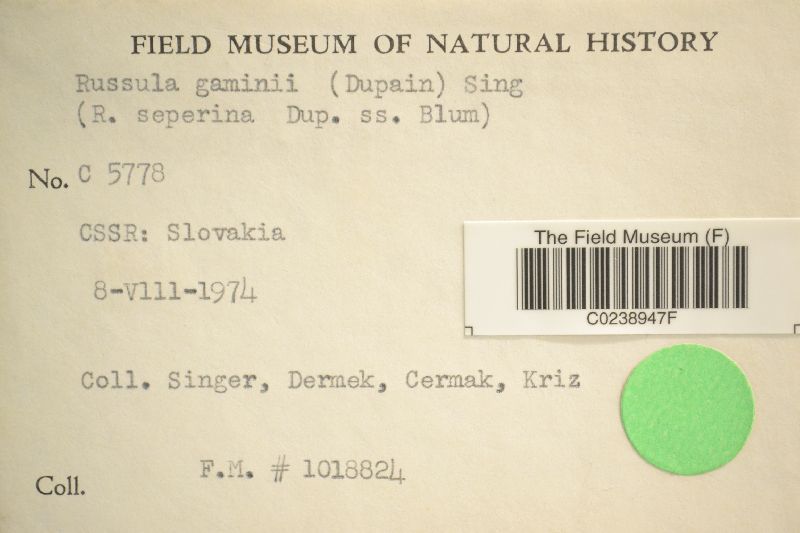 FIELD MUSEUM OF NATURAL HISTORY
Russula gaminii (Dupain) Sing
(R. seperina Dup. ss. Blum)
No. C 5778
CSSR: Slovakia
The Field Museum (F)
C0238947F
8-V111-1974
Coll. Singer, Dermek, Cermak, Kriz
F.M. # 1018824
Coll.